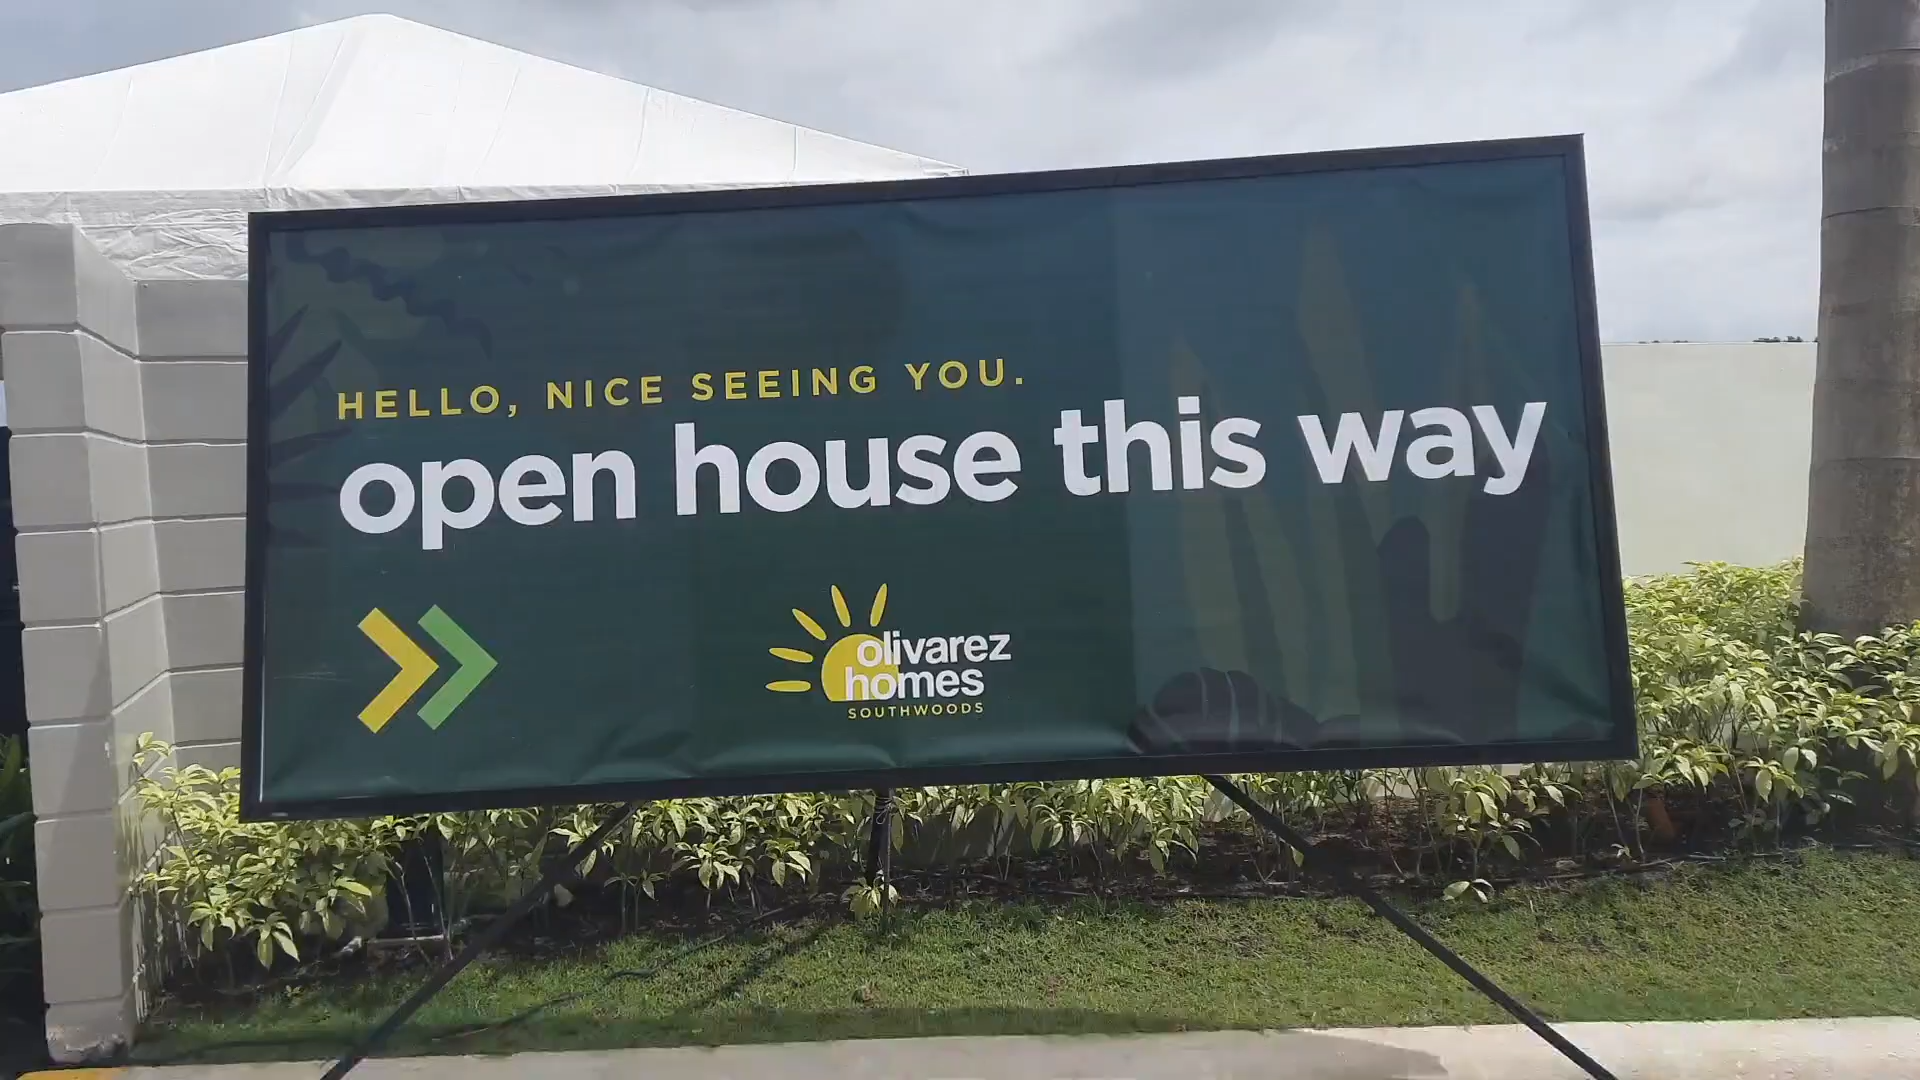 HELLO, NICE SEEING YOU.
open house this way
olivarez
homes
SOUTHWOODS